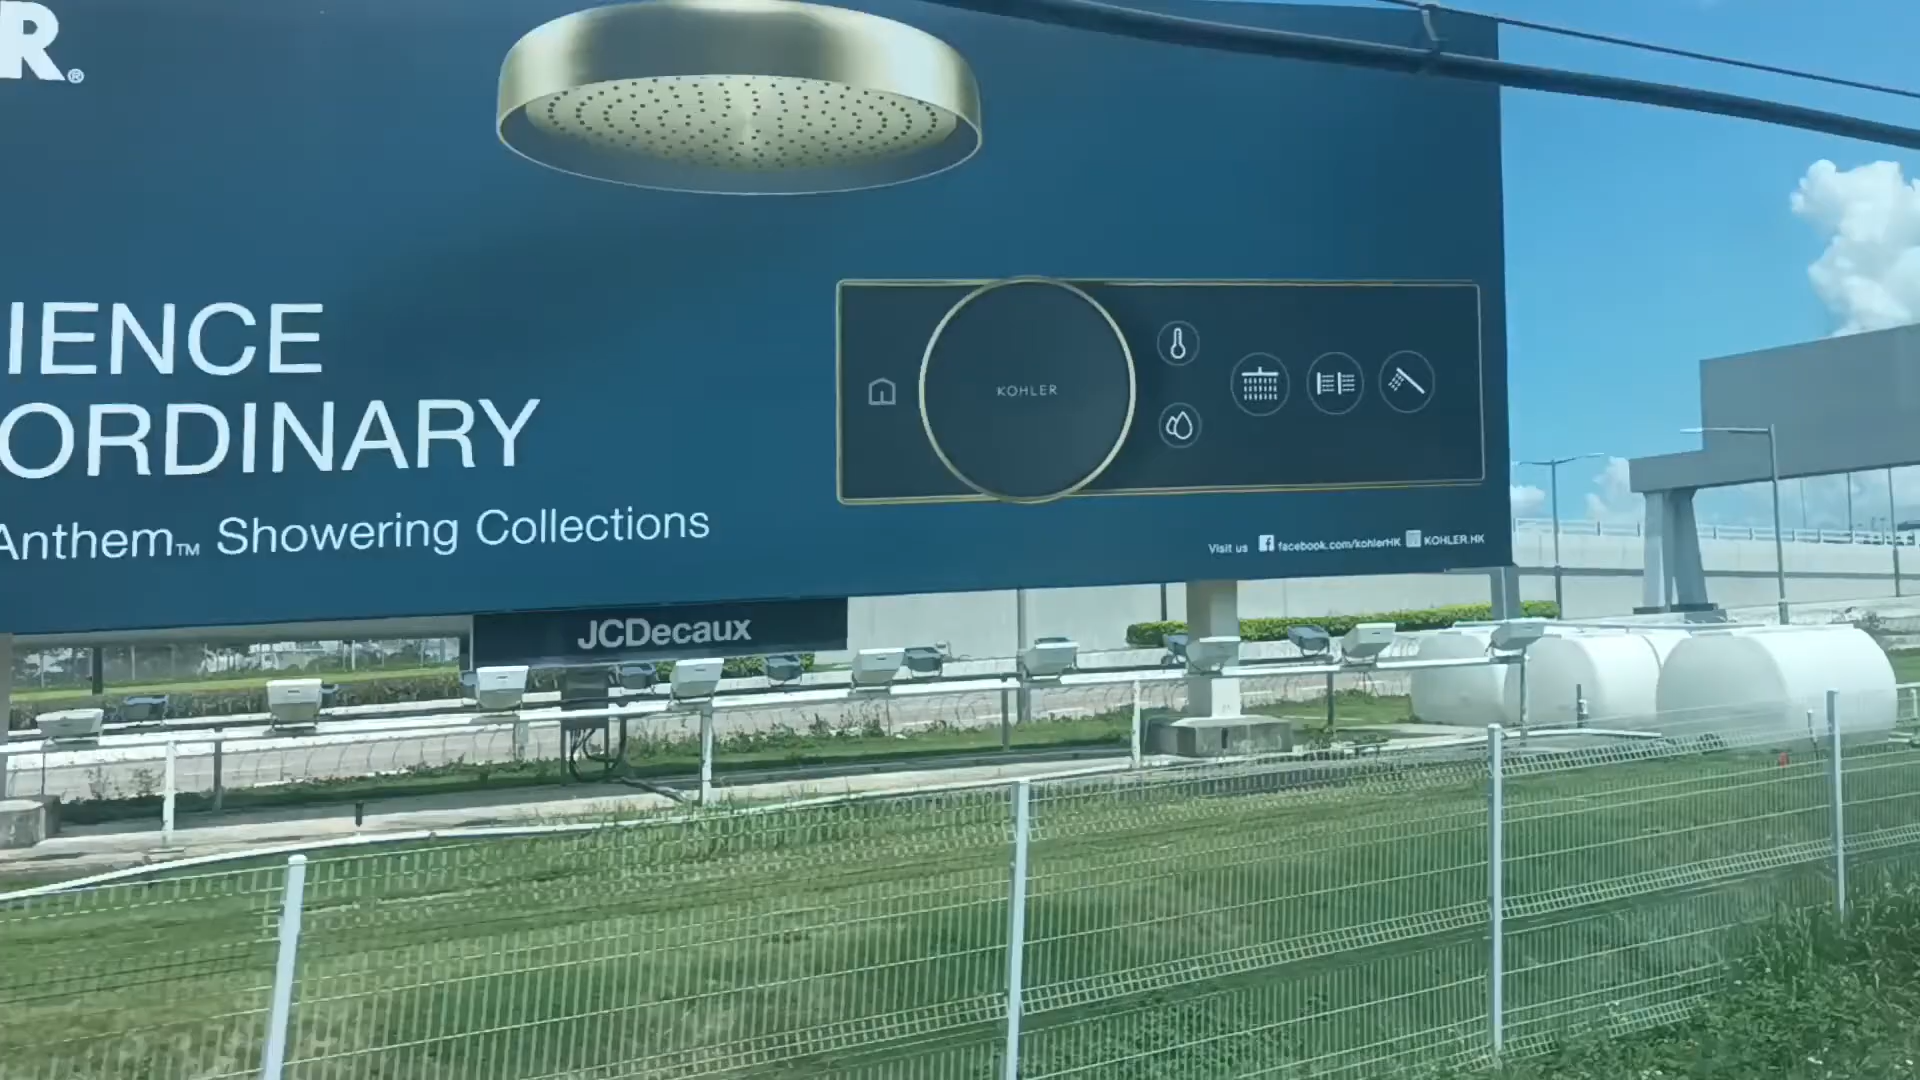 R®
IENCE
ORDINARY
Anthem™ Showering Collections
KOHLER
Visit us facebook.com/kohlerHK KOHLER.HK
JCDecaux